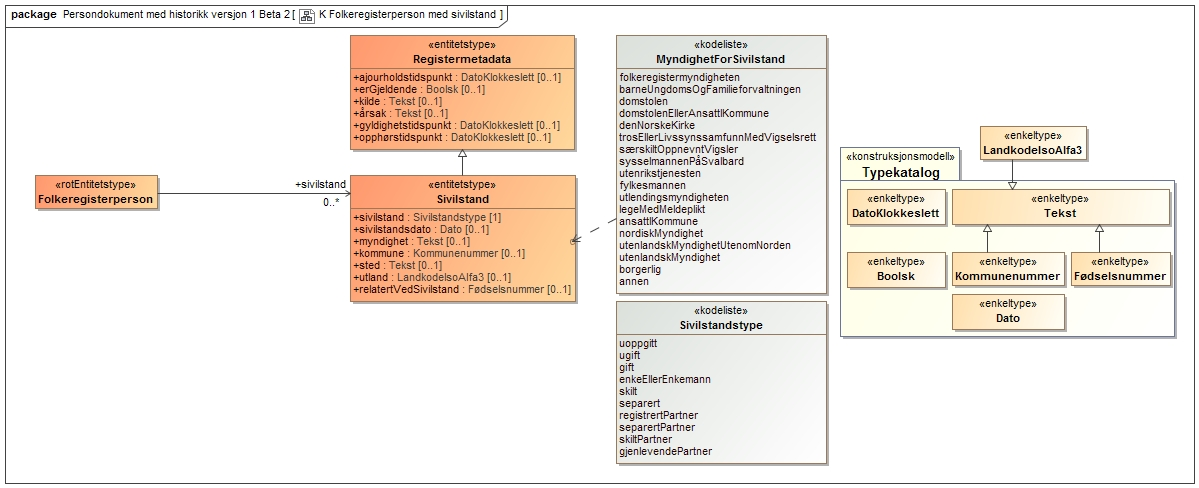 package Persondokument med historikk versjon 1 Beta 2 [ K Folkeregisterperson med sivilstand ]
«entitetstype»
Registermetadata
+ajourholdstidspunkt : DatoKlokkeslett [0..1]
+erGjeldende : Boolsk [0..1]
+kilde : Tekst [0..1]
+årsak : Tekst [0..1]
+gyldighetstidspunkt : DatoKlokkeslett [0..1]
+opphørstidspunkt : DatoKlokkeslett [0..1]
«rotEntitetstype»
Folkeregisterperson
+sivilstand
0..*
«entitetstype»
Sivilstand
+sivilstand : Sivilstandstype [1]
+sivilstandsdato : Dato [0..1]
+myndighet : Tekst [0..1]
+kommune : Kommunenummer [0..1]
+sted : Tekst [0..1]
+utland : LandkodeIsoAlfa3 [0..1]
+relatertVedSivilstand : Fødselsnummer [0..1]
«kodeliste»
MyndighetForSivilstand
folkeregistermyndigheten
barneUngdomsOgFamilieforvaltningen
domstolen
domstolenEllerAnsattIKommune
denNorskeKirke
trosEllerLivssynssamfunnMedVigselsrett
særskiltOppnevntVigsler
sysselmannenPåSvalbard
utenrikstjenesten
fylkesmannen
utlendingsmyndigheten
legeMedMeldeplikt
ansattIKommune
nordiskMyndighet
utenlandskMyndighetUtenomNorden
utenlandskMyndighet
borgerlig
annen
«kodeliste»
Sivilstandstype
uoppgitt
ugift
gift
enkeEllerEnkemann
skilt
separert
registrertPartner
separertPartner
skiltPartner
gjenlevendePartner
«enkeltype»
LandkodeIsoAlfa3
«konstruksjonsmodell»
Typekatalog
«enkeltype»
DatoKlokkeslett
«enkeltype»
Tekst
«enkeltype»
Boolsk
«enkeltype»
Kommunenummer
«enkeltype»
Fødselsnummer
«enkeltype»
Dato